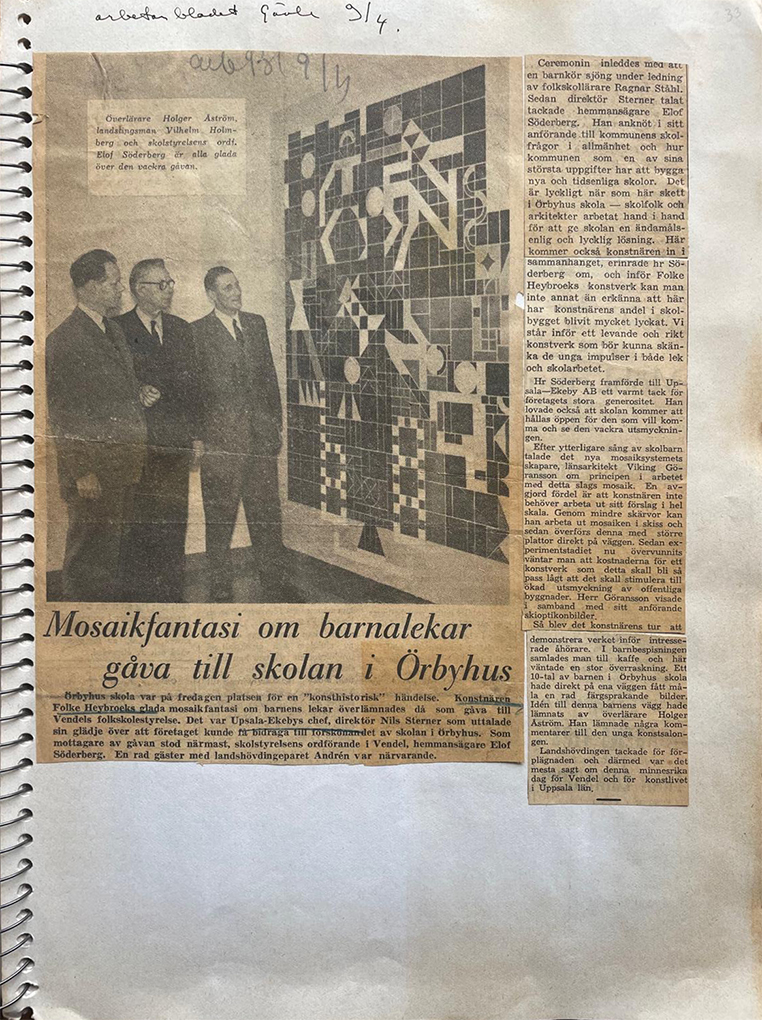 arbetarbladet Gävle 9/4.
33
arb 9/4
Överlärare Holger Åström,
landstingsman Vilhelm Holm-
berg och skolstyrelsens ordf.
Elof Söderberg är alla glada
över den vackra gåvan.
Mosaikfantasi om barnalekar
gåva till skolan i Örbyhus
Örbyhus skola var på fredagen platsen för en "konsthistorisk" händelse. Konstnären
Folke Heybroeks glada mosaikfantasi om barnens lekar överlämnades då som gåva till
Vendels folkskolestyrelse. Det var Upsala-Ekebys chef, direktör Nils Sterner som uttalade
sin glädje över att företaget kunde få bidraga till förskönandet av skolan i Örbyhus. Som
mottagare av gåvan stod närmast, skolstyrelsens ordförande i Vendel, hemmansägare Elof
Söderberg. En rad gäster med landshövdingeparet Andrén var närvarande.
Ceremonin inleddes med att
en barnkör sjöng under ledning
av folkskollärare Ragnar Ståhl.
Sedan direktör Sterner talat
tackade hemmansägare Elof
Söderberg. Han anknöt i sitt
anförande till kommunens skol-
frågor i allmänhet och hur
kommunen som en av sina
största uppgifter har att bygga
nya och tidsenliga skolor. Det
är lyckligt när som här skett
i Örbyhus skola — skolfolk och
arkitekter arbetat hand i hand
för att ge skolan en ändamåls-
enlig och lycklig lösning. Här
kommer också konstnären in i
sammanhanget, erinrade hr Sö-
derberg om, och inför Folke
Heybroeks konstverk kan man
inte annat än erkänna att här
har konstnärens andel i skol-
bygget blivit mycket lyckat. Vi
står inför ett levande och rikt
konstverk som bör kunna skän-
ka de unga impulser i både lek
och skolarbetet.
Hr Söderberg framförde till Up-
sala—Ekeby AB ett varmt tack för
företagets stora generositet. Han
lovade också att skolan kommer att
hållas öppen för den som vill kom-
ma och se den vackra utsmycknin-
gen.
Efter ytterligare sång av skolbarn
talade det nya mosaiksystemets
skapare, länsarkitekt Viking Gö-
ransson om principen i arbetet
med detta slags mosaik. En av-
gjord fördel är att konstnären inte
behöver arbeta ut sitt förslag i hel
skala. Genom mindre skärvor kan
han arbeta ut mosaiken i skiss och
sedan överförs denna med större
plattor direkt på väggen. Sedan ex-
perimentstadiet nu övervunnits
väntar man att kostnaderna för ett
konstverk som detta skall bli så
pass lågt att det skall stimulera till
ökad utsmyckning av offentliga
byggnader. Herr Göransson visade
i samband med sitt anförande
skioptikonbilder.
Så blev det konstnärens tur att
demonstrera verket inför intresse-
rade åhörare. I barnbespisningen
samlades man till kaffe och här
väntade en stor överraskning. Ett
10-tal av barnen i Örbyhus skola
hade direkt på ena väggen fått må-
la en rad färgsprakande bilder.
Idén till denna barnens vägg hade
lämnats av överlärare Holger
Åström. Han lämnade några kom-
mentarer till den unga konstsalon-
gen.
Landshövdingen tackade för för-
plägnaden och därmed var det
mesta sagt om denna minnesrika
dag för Vendel och för konstlivet
i Uppsala län.